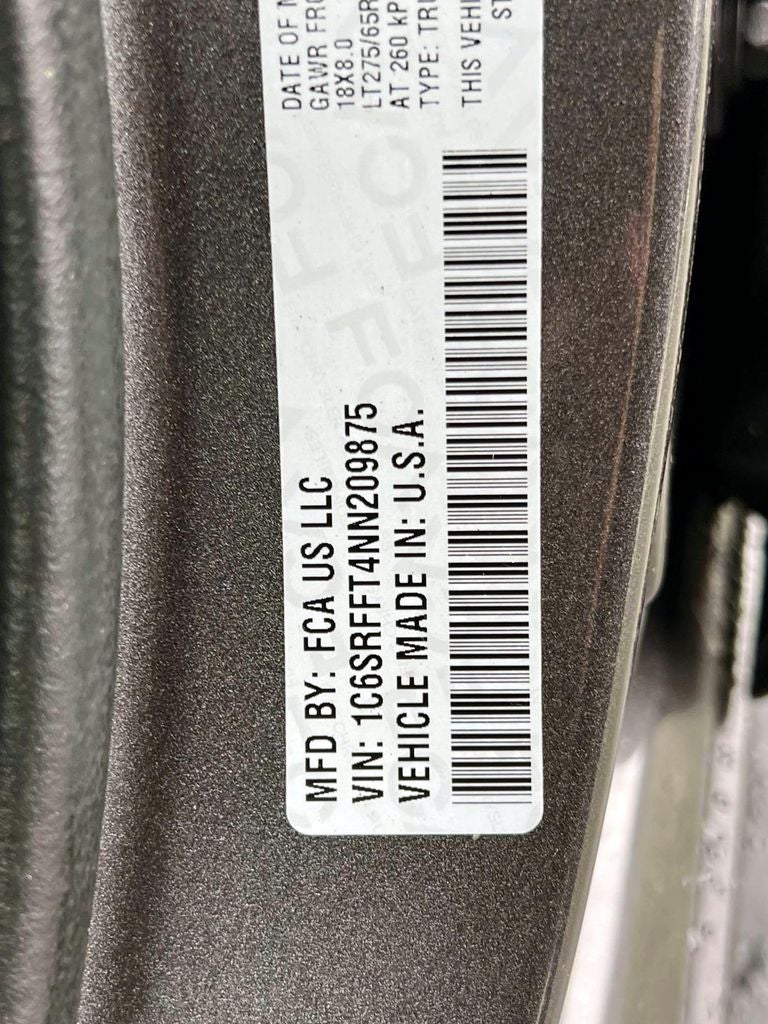 MFD BY: FCA US LLC
VIN: 1C6SRFFT4NN209875
VEHICLE MADE IN: U.S.A.
DATE OF M
GAWR FRO
18X8.0
LT275/65R
AT 260 kP
TYPE: TRU
THIS VEHI
ST